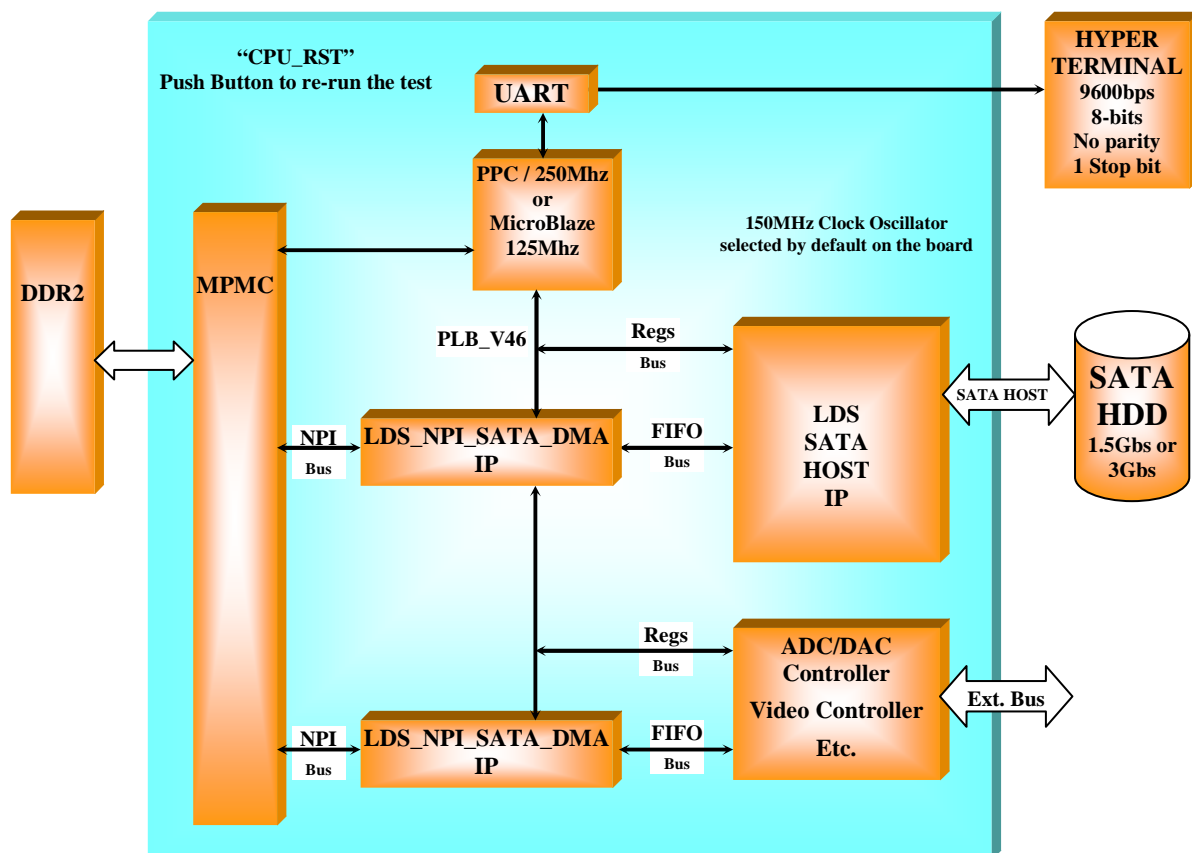 “CPU_RST”
Push Button to re-run the test
UART
HYPER
TERMINAL
9600bps
8-bits
No parity
1 Stop bit
PPC / 250Mhz
or
MicroBlaze
125Mhz
150MHz Clock Oscillator
selected by default on the board
DDR2
MPMC
PLB_V46
Regs
Bus
LDS
SATA
HOST
IP
SATA HOST
SATA
HDD
1.5Gbs or
3Gbs
NPI
Bus
LDS_NPI_SATA_DMA
IP
FIFO
Bus
Regs
Bus
ADC/DAC
Controller
Video Controller
Etc.
Ext. Bus
NPI
Bus
LDS_NPI_SATA_DMA
IP
FIFO
Bus